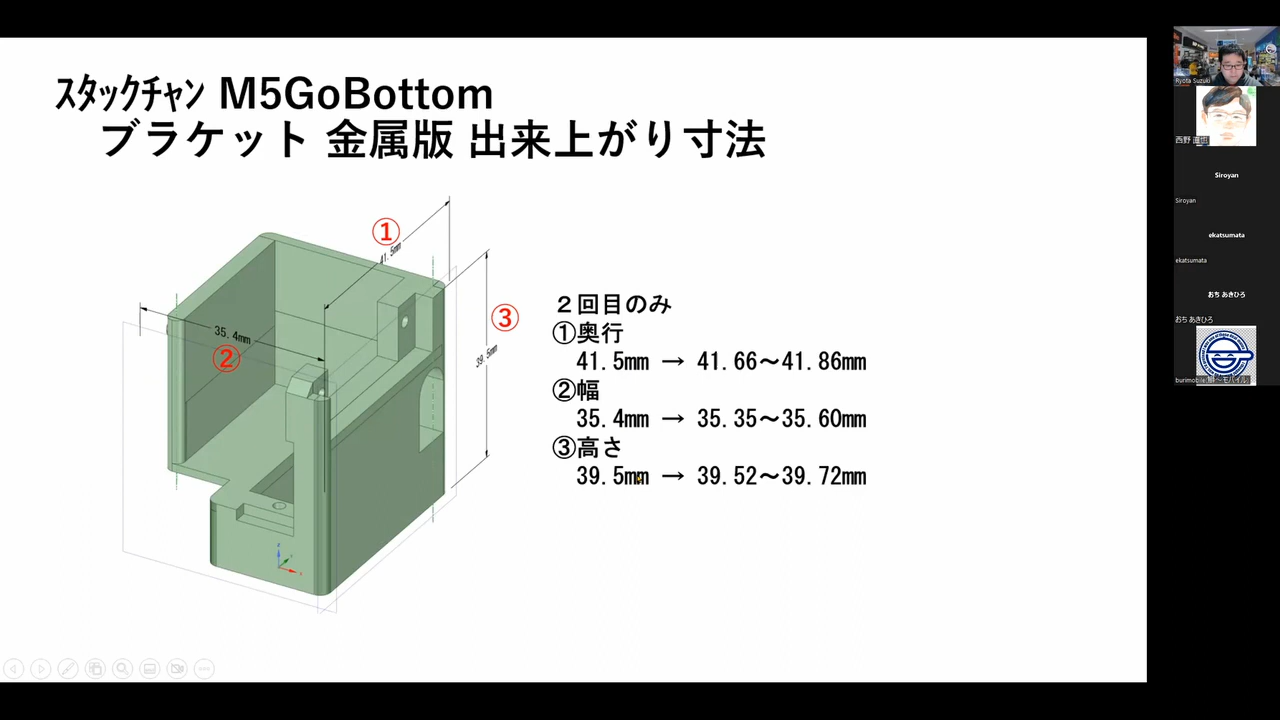 ｽﾀｯｸﾁｬﾝ M5GoBottom
ブラケット 金属版 出来上がり寸法
①
41.5mm
③
35.4mm
②
39.5mm
２回目のみ
①奥行
41.5mm → 41.66～41.86mm
②幅
35.4mm → 35.35～35.60mm
③高さ
39.5mm → 39.52～39.72mm
Ryota Suzuki
西野 直也
Siroyan
Siroyan
ekatsumata
ekatsumata
おち あきひろ
おち あきひろ